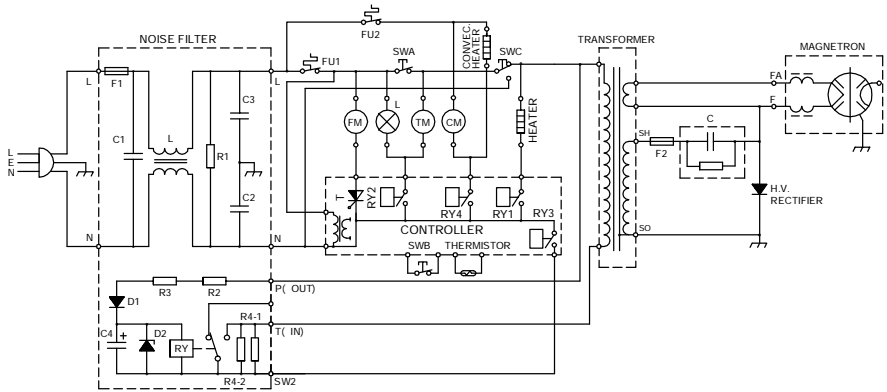 NOISE FILTER
FU2
CONVEC.
HEATER
TRANSFORMER
MAGNETRON
SWA
SWC
FU1
L
F1
L
FA
F
C3
L
FM
TM
CM
HEATER
C1
L
R1
SH
F2
C
L
E
N
T
RY2
RY4
RY1
RY3
C2
H.V.
RECTIFIER
N
N
CONTROLLER
SO
SWB
THERMISTOR
R3
R2
P( OUT)
D1
R4-1
T( IN)
C4
+
D2
RY
R4-2
SW2